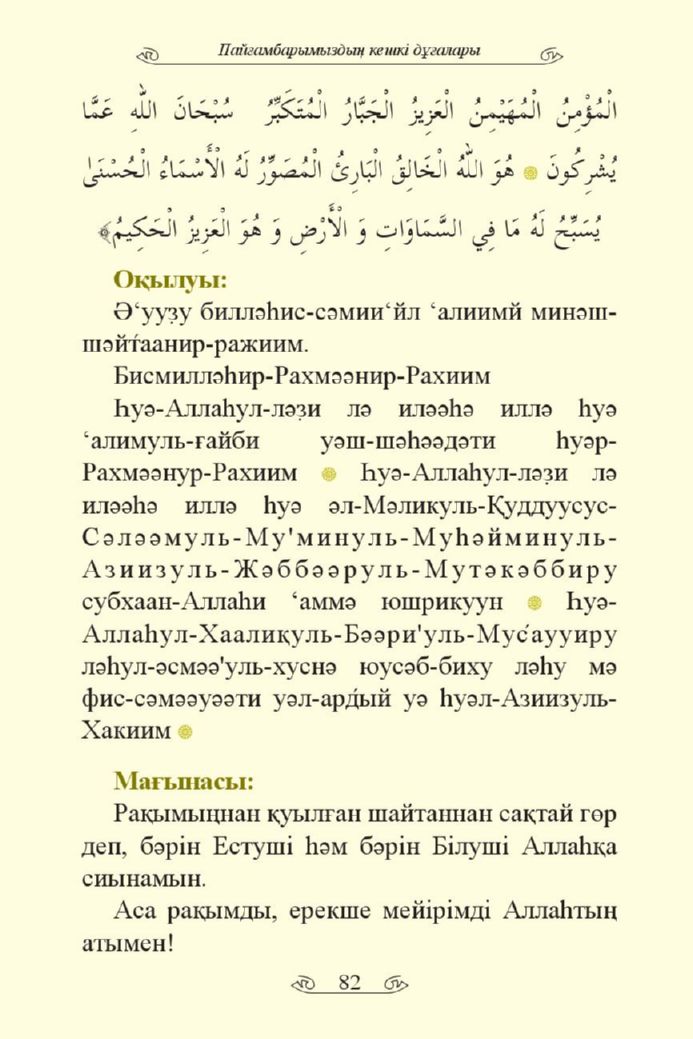 Пайғамбарымыздың кешкі дұғалары
الْمُؤْمِنُ الْمُهَيْمِنُ الْعَزِيزُ الْجَبَّارُ الْمُتَكَبِّرُ سُبْحَانَ اللَّهِ عَمَّا
يُشْرِكُونَ ۞ هُوَ اللَّهُ الْخَالِقُ الْبَارِئُ الْمُصَوِّرُ لَهُ الْأَسْمَاءُ الْحُسْنَىٰ
يُسَبِّحُ لَهُ مَا فِي السَّمَاوَاتِ وَ الْأَرْضِ وَ هُوَ الْعَزِيزُ الْحَكِيمُ﴾
Оқылуы:
Ә‘ууз̣у билләһис-сәмии‘йл ‘алиимй минәш-
шәйт́аанир-ражиим.
Бисмилләһир-Рахмәәнир-Рахиим
Һуә-Аллаһул-ләз̣и лә иләәһә иллә һуә
‘алимуль-ғайби уәш-шәһәәдәти һуәр-
Рахмәәнур-Рахиим ۞ Һуә-Аллаһул-ләз̣и лә
иләәһә иллә һуә әл-Мәликуль-Қуддуусус-
Сәләәмуль-Му'минуль-Муһәйминуль-
Азиизуль-Жәббәәруль-Мутәкәббиру
субхаан-Аллаһи ‘аммә юшрикуун ۞ Һуә-
Аллаһул-Хаалиқуль-Бәәри'уль-Мус́аууиру
ләһул-әсмәә'уль-хуснә юусәб-биху ләһу мә
фис-сәмәәуәәти уәл-ард́ый уә һуәл-Азиизуль-
Хакиим ۞
Мағынасы:
Рақымыңнан қуылған шайтаннан сақтай гөр
деп, бәрін Естуші һәм бәрін Білуші Аллаһқа
сиынамын.
Аса рақымды, ерекше мейірімді Аллаһтың
атымен!
82